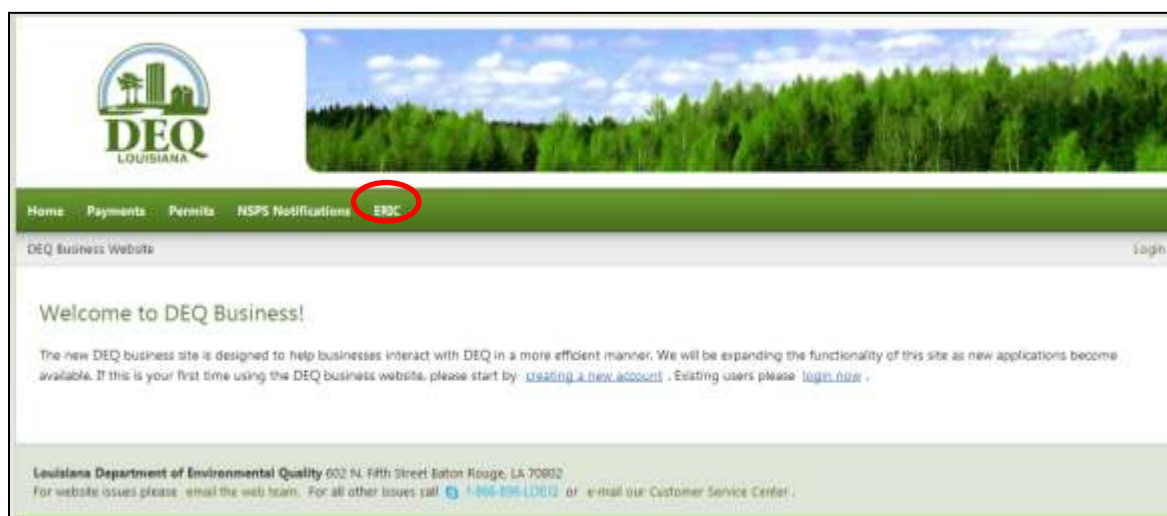 DEQ
LOUISIANA
Home Payments Permits NSPS Notifications ERIC
DEQ Business Website Login
Welcome to DEQ Business!
The new DEQ business site is designed to help businesses interact with DEQ in a more efficient manner. We will be expanding the functionality of this site as new applications become
available. If this is your first time using the DEQ business website, please start by creating a new account . Existing users please login now .
Louisiana Department of Environmental Quality 602 N. Fifth Street Baton Rouge, LA 70802
For website issues please email the web team. For all other issues call 1-866-896-LDEQ or e-mail our Customer Service Center .